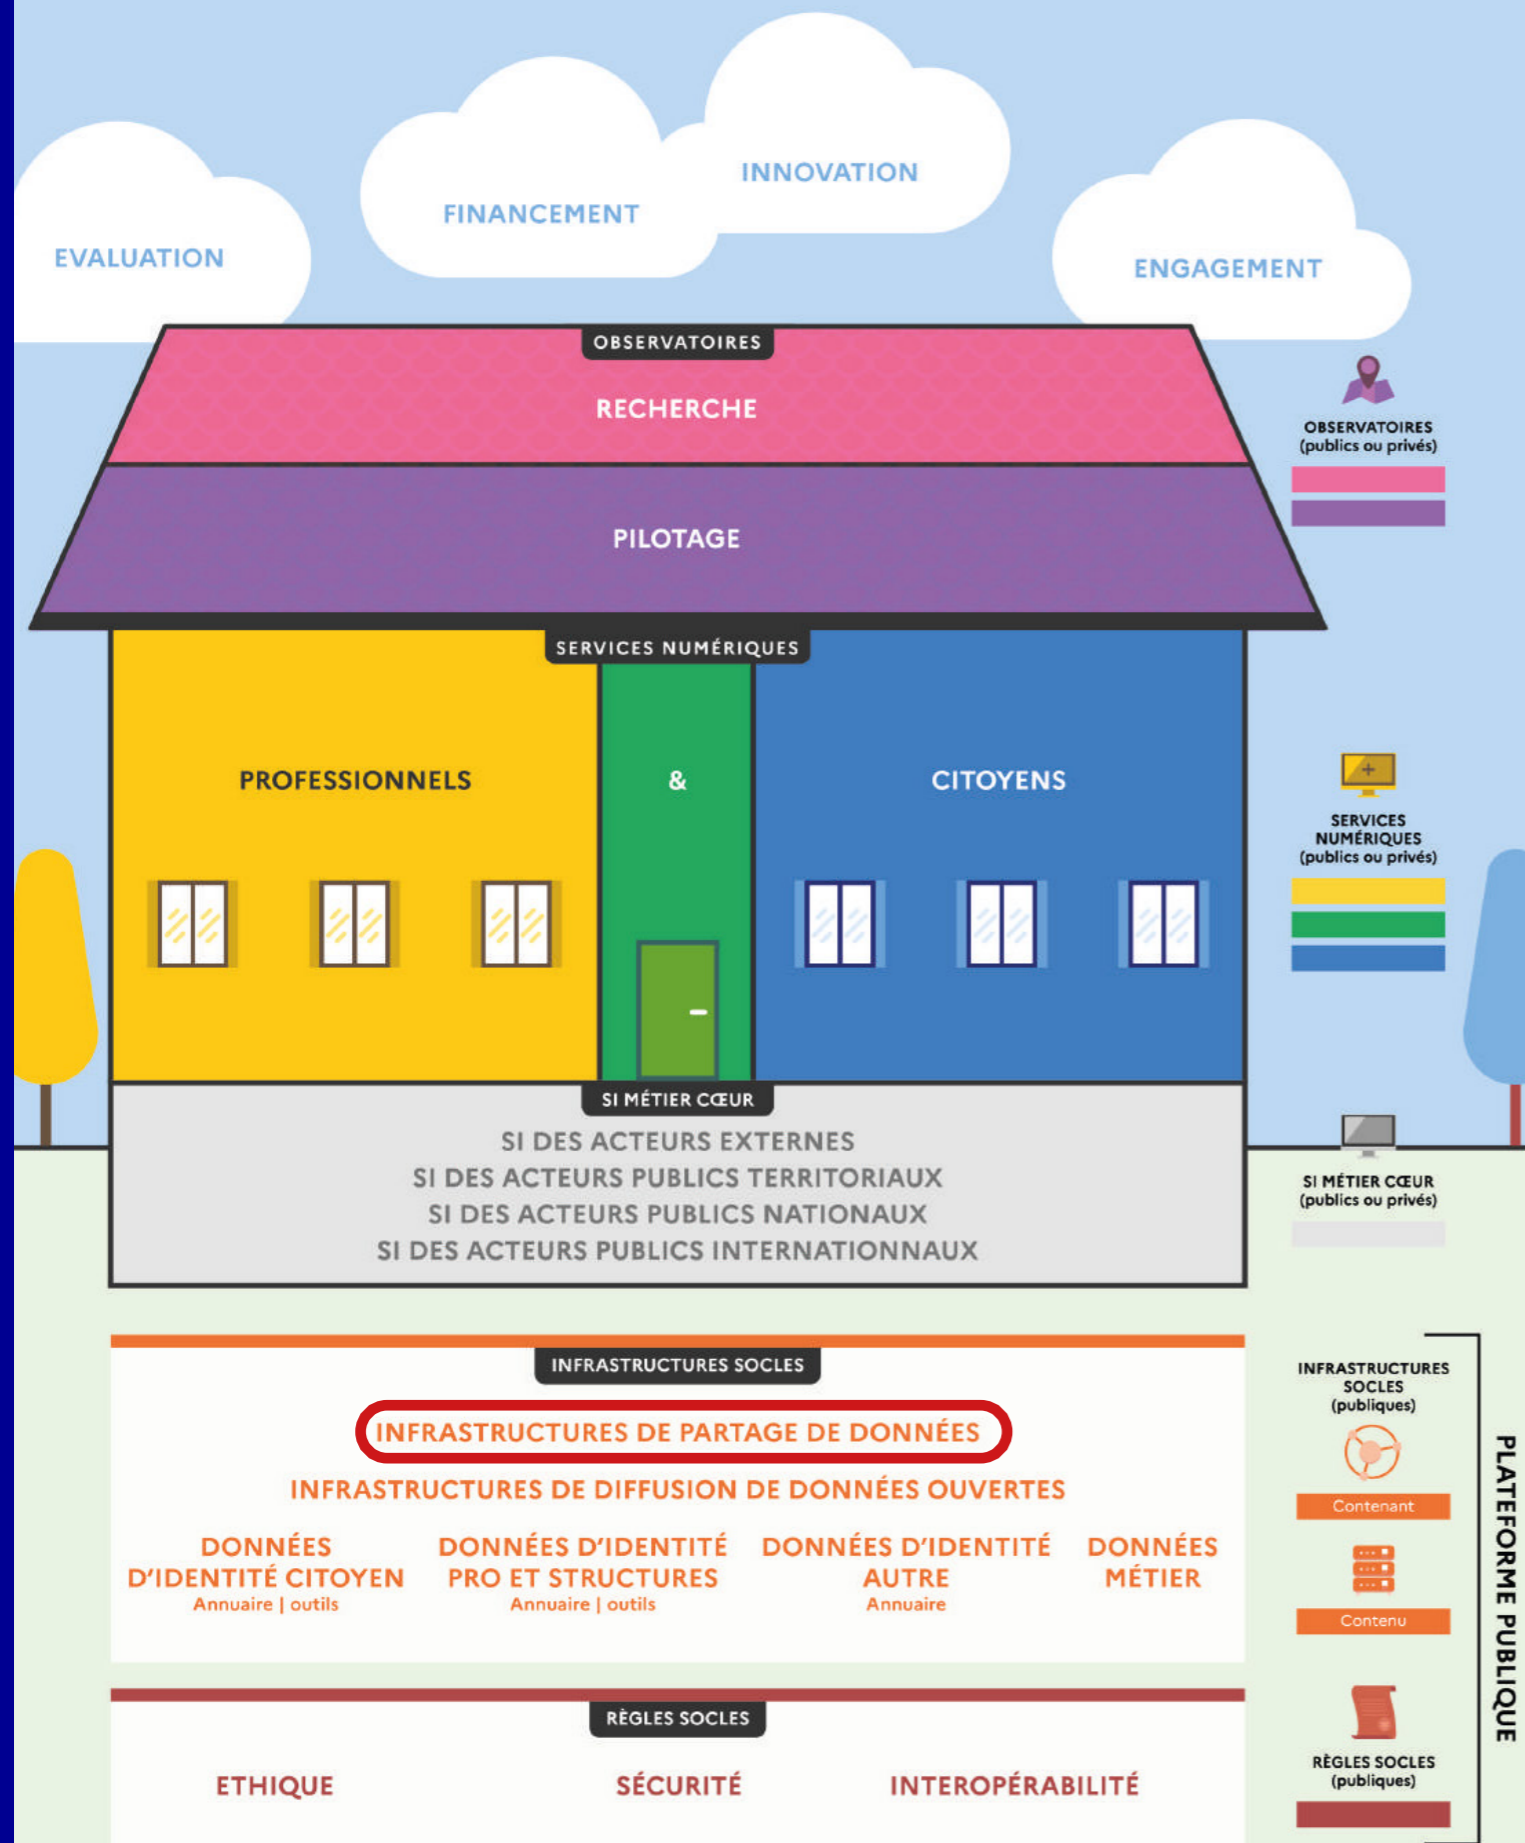 INNOVATION
FINANCEMENT
EVALUATION
ENGAGEMENT
OBSERVATOIRES
RECHERCHE
PILOTAGE
OBSERVATOIRES
(publics ou privés)
SERVICES NUMÉRIQUES
PROFESSIONNELS
&
CITOYENS
SERVICES
NUMÉRIQUES
(publics ou privés)
SI MÉTIER CŒUR
SI DES ACTEURS EXTERNES
SI DES ACTEURS PUBLICS TERRITORIAUX
SI DES ACTEURS PUBLICS NATIONAUX
SI DES ACTEURS PUBLICS INTERNATIONNAUX
SI MÉTIER CŒUR
(publics ou privés)
INFRASTRUCTURES SOCLES
INFRASTRUCTURES DE PARTAGE DE DONNÉES
INFRASTRUCTURES DE DIFFUSION DE DONNÉES OUVERTES
DONNÉES
D'IDENTITÉ CITOYEN
Annuaire | outils
DONNÉES D'IDENTITÉ
PRO ET STRUCTURES
Annuaire | outils
DONNÉES D'IDENTITÉ
AUTRE
Annuaire
DONNÉES
MÉTIER
INFRASTRUCTURES
SOCLES
(publiques)
Contenant
Contenu
RÈGLES SOCLES
ETHIQUE
SÉCURITÉ
INTEROPÉRABILITÉ
RÈGLES SOCLES
(publiques)
PLATEFORME PUBLIQUE